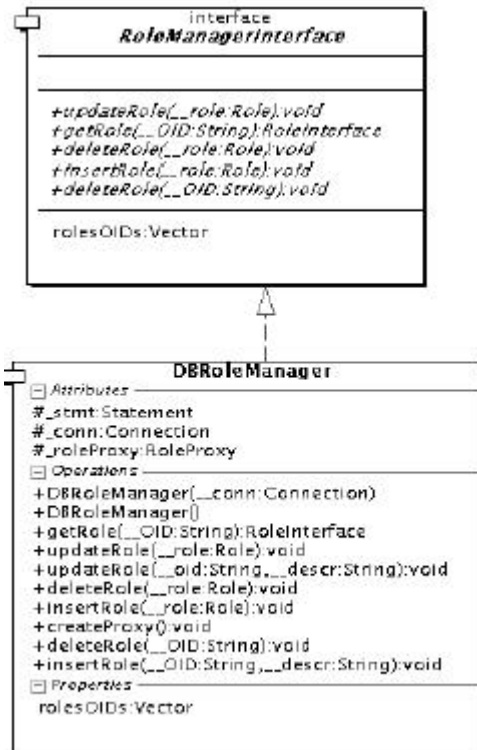 interface
RoleManagerInterface
+updateRole(__role:Role):void
+getRole(__OID:String):RoleInterface
+deleteRole(__role:Role):void
+insertRole(__role:Role):void
+deleteRole(__OID:String):void
rolesOIDs:Vector
DBRoleManager
Attributes
#_stmt:Statement
#_conn:Connection
#_roleProxy:RoleProxy
Operations
+DBRoleManager(__conn:Connection)
+DBRoleManager()
+getRole(__OID:String):RoleInterface
+updateRole(__role:Role):void
+updateRole(__oid:String,__descr:String):void
+deleteRole(__role:Role):void
+insertRole(__role:Role):void
+createProxy():void
+deleteRole(__OID:String):void
+insertRole(__OID:String,__descr:String):void
Properties
rolesOIDs:Vector